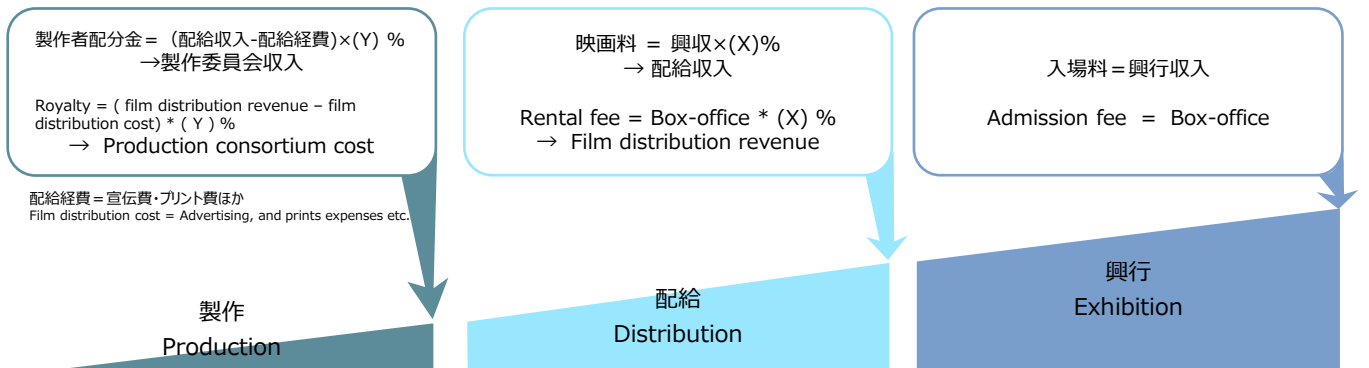 製作者配分金＝ （配給収入-配給経費)×(Y) %
→製作委員会収入
Royalty = ( film distribution revenue – film
distribution cost) * ( Y ) %
→ Production consortium cost
配給経費＝宣伝費・プリント費ほか
Film distribution cost = Advertising, and prints expenses etc.
製作
Production
映画料 = 興収×(X)%
→ 配給収入
Rental fee = Box-office * (X) %
→ Film distribution revenue
配給
Distribution
入場料＝興行収入
Admission fee = Box-office
興行
Exhibition